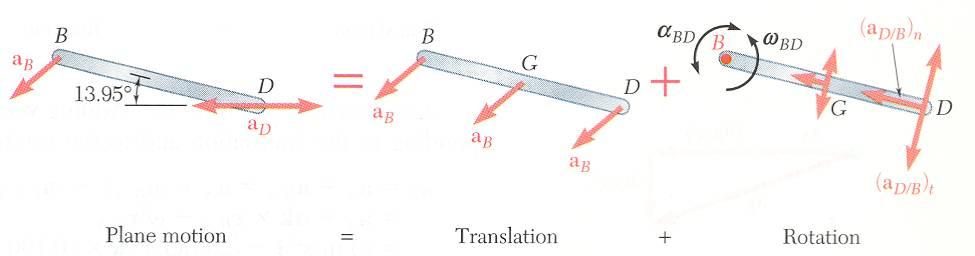 B
a_B
13.95°
D
a_D
=
B
a_B
G
a_B
D
a_B
+
α_BD
B
ω_BD
(a_D/B)_n
G
D
(a_D/B)_t
Plane motion = Translation + Rotation